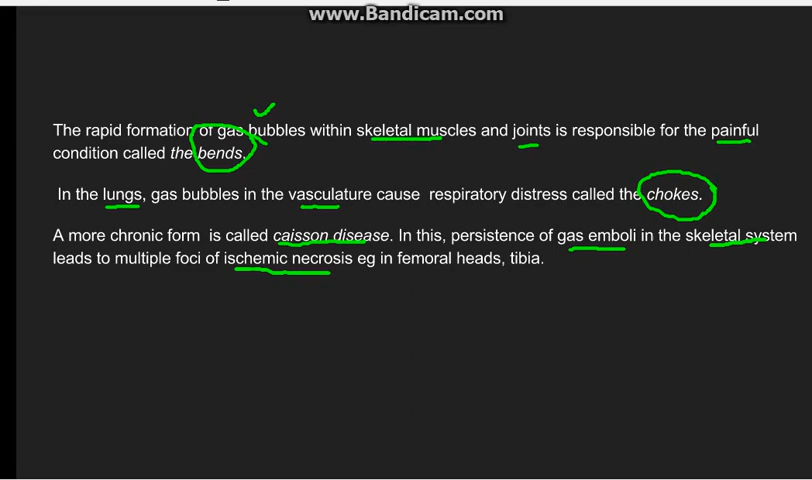 www.Bandicam.com
The rapid formation of gas bubbles within skeletal muscles and joints is responsible for the painful
condition called the bends.
In the lungs, gas bubbles in the vasculature cause respiratory distress called the chokes.
A more chronic form is called caisson disease. In this, persistence of gas emboli in the skeletal system
leads to multiple foci of ischemic necrosis eg in femoral heads, tibia.